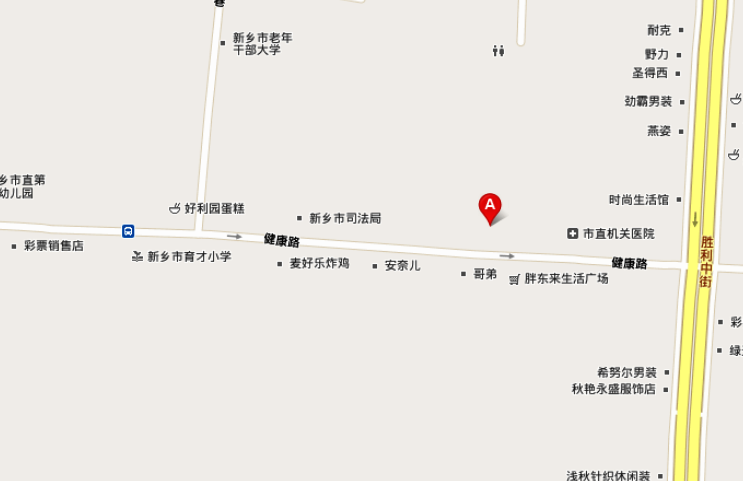 巷
新乡市老年
干部大学
耐克
野力
圣得西
劲霸男装
燕姿
乡市直第
幼儿园
好利园蛋糕
新乡市司法局
A
时尚生活馆
市直机关医院
彩票销售店
新乡市育才小学
健康路
麦好乐炸鸡
安奈儿
哥弟
胖东来生活广场
健康路
胜利中街
彩
希努尔男装
秋艳永盛服饰店
浅秋针织休闲装